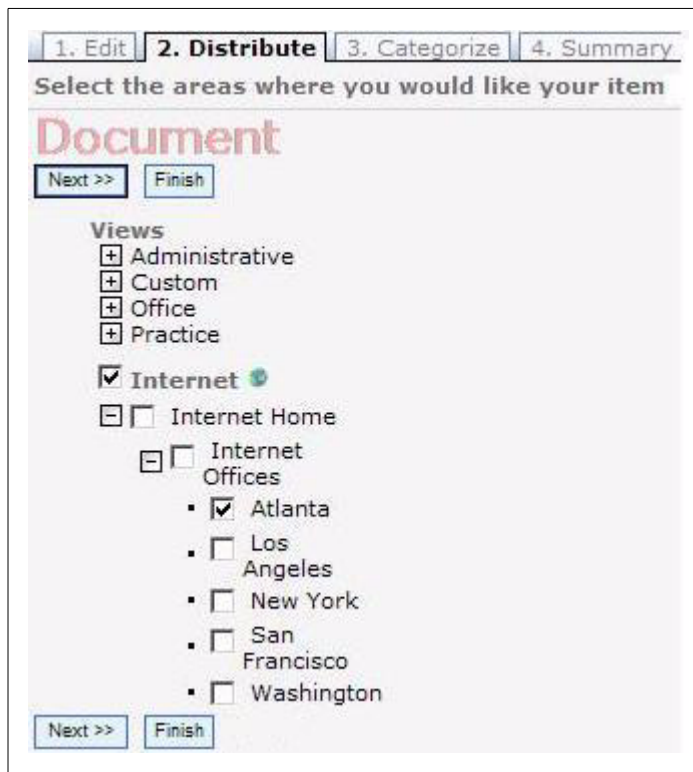 1. Edit 2. Distribute 3. Categorize 4. Summary
Select the areas where you would like your item
Document
Next >> Finish
Views
Administrative
Custom
Office
Practice
Internet
Internet Home
Internet
Offices
Atlanta
Los
Angeles
New York
San
Francisco
Washington
Next >> Finish